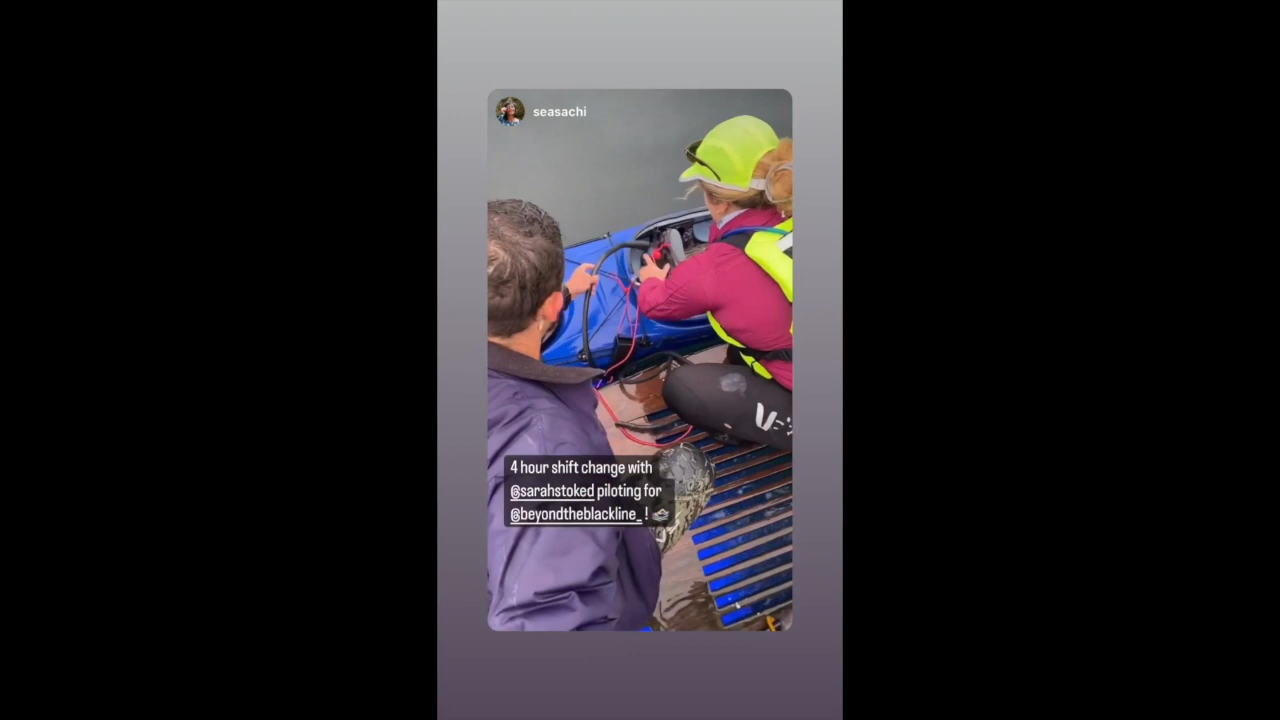 seasachi
4 hour shift change with
@sarahstoked piloting for
@beyondtheblackline_!